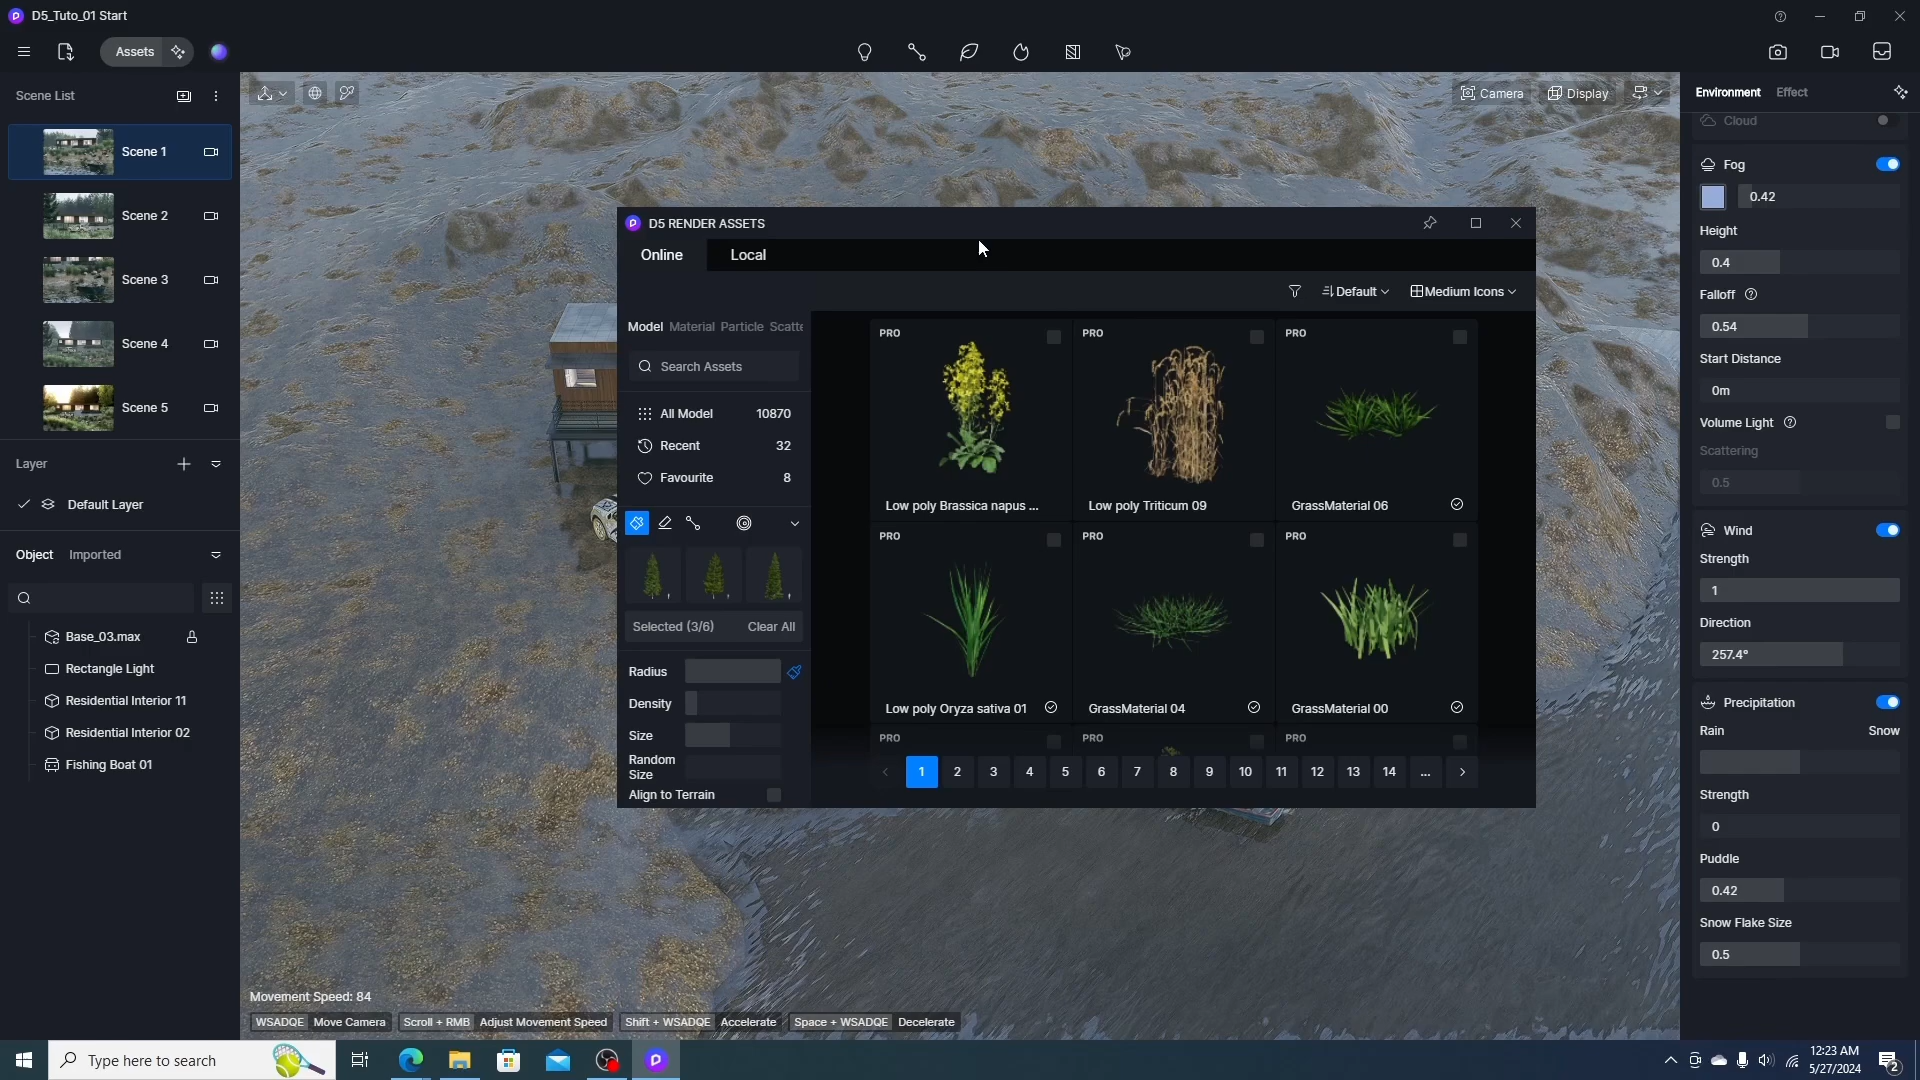 D5_Tuto_01 Start
Assets
Scene List
Scene 1
Scene 2
Scene 3
Scene 4
Scene 5
Layer
Default Layer
Object Imported
Base_03.max
Rectangle Light
Residential Interior 11
Residential Interior 02
Fishing Boat 01
Camera
Display
D5 RENDER ASSETS
Online Local
Default
Medium Icons
Model Material Particle Scatte
Search Assets
All Model 10870
Recent 32
Favourite 8
Selected (3/6) Clear All
Radius
Density
Size
Random
Size
Align to Terrain
PRO PRO PRO
Low poly Brassica napus ... Low poly Triticum 09 GrassMaterial 06
PRO PRO PRO
Low poly Oryza sativa 01 GrassMaterial 04 GrassMaterial 00
PRO PRO PRO
1 2 3 4 5 6 7 8 9 10 11 12 13 14 ...
Environment Effect
Cloud
Fog
0.42
Height
0.4
Falloff
0.54
Start Distance
0m
Volume Light
Scattering
0.5
Wind
Strength
1
Direction
257.4°
Precipitation
Rain Snow
Strength
0
Puddle
0.42
Snow Flake Size
0.5
Movement Speed: 84
WSADQE Move Camera Scroll + RMB Adjust Movement Speed Shift + WSADQE Accelerate Space + WSADQE Decelerate
Type here to search
12:23 AM
5/27/2024
2